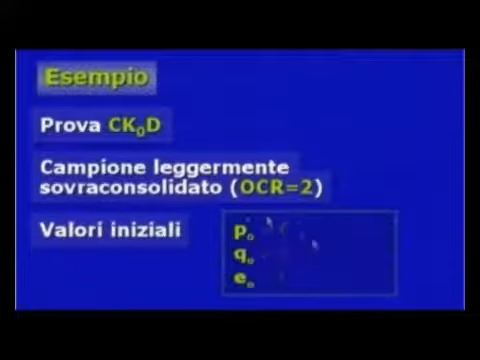 Esempio
Prova CK₀D
Campione leggermente
sovraconsolidato (OCR=2)
Valori iniziali
p₀
q₀
e₀